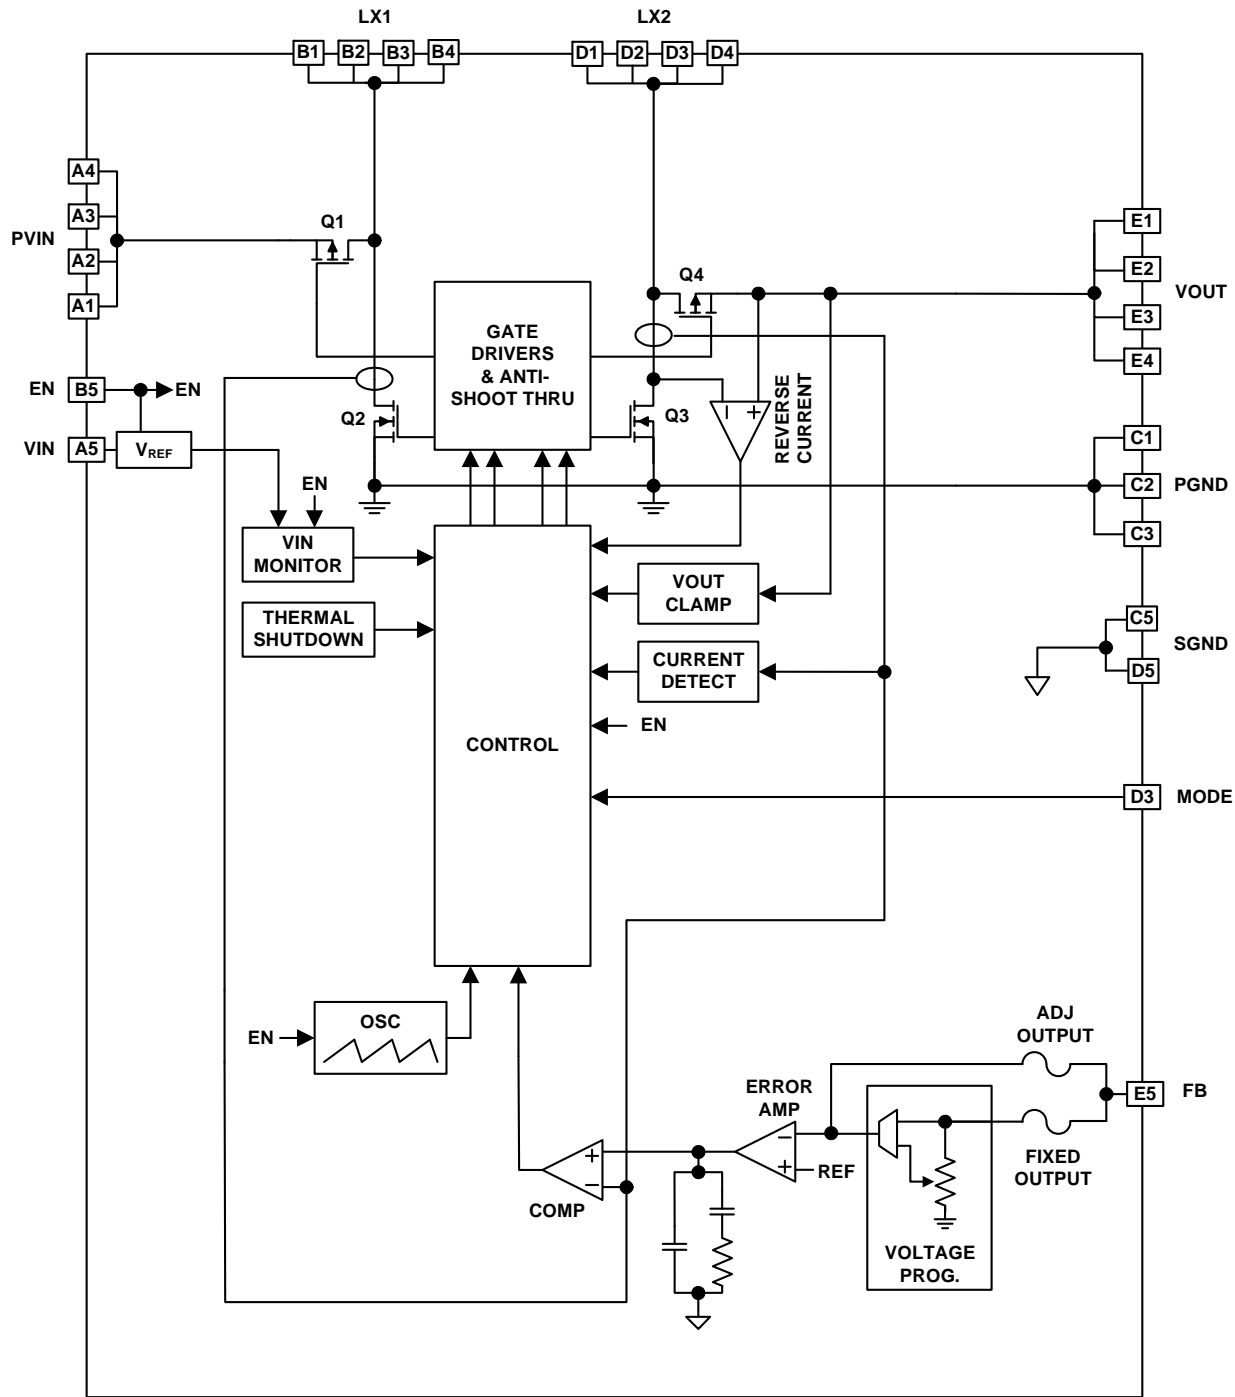 LX1
LX2
B1 B2 B3 B4
D1 D2 D3 D4
A4
A3
PVIN
A2
A1
Q1
Q4
E1
E2
VOUT
E3
E4
GATE
DRIVERS
& ANTI-
SHOOT THRU
EN
B5
EN
VIN
A5
VREF
Q2
Q3
REVERSE
CURRENT
C1
C2
PGND
C3
EN
VIN
MONITOR
THERMAL
SHUTDOWN
VOUT
CLAMP
CURRENT
DETECT
EN
CONTROL
C5
SGND
D5
D3
MODE
EN
OSC
ADJ
OUTPUT
ERROR
AMP
E5
FB
REF
FIXED
OUTPUT
COMP
VOLTAGE
PROG.